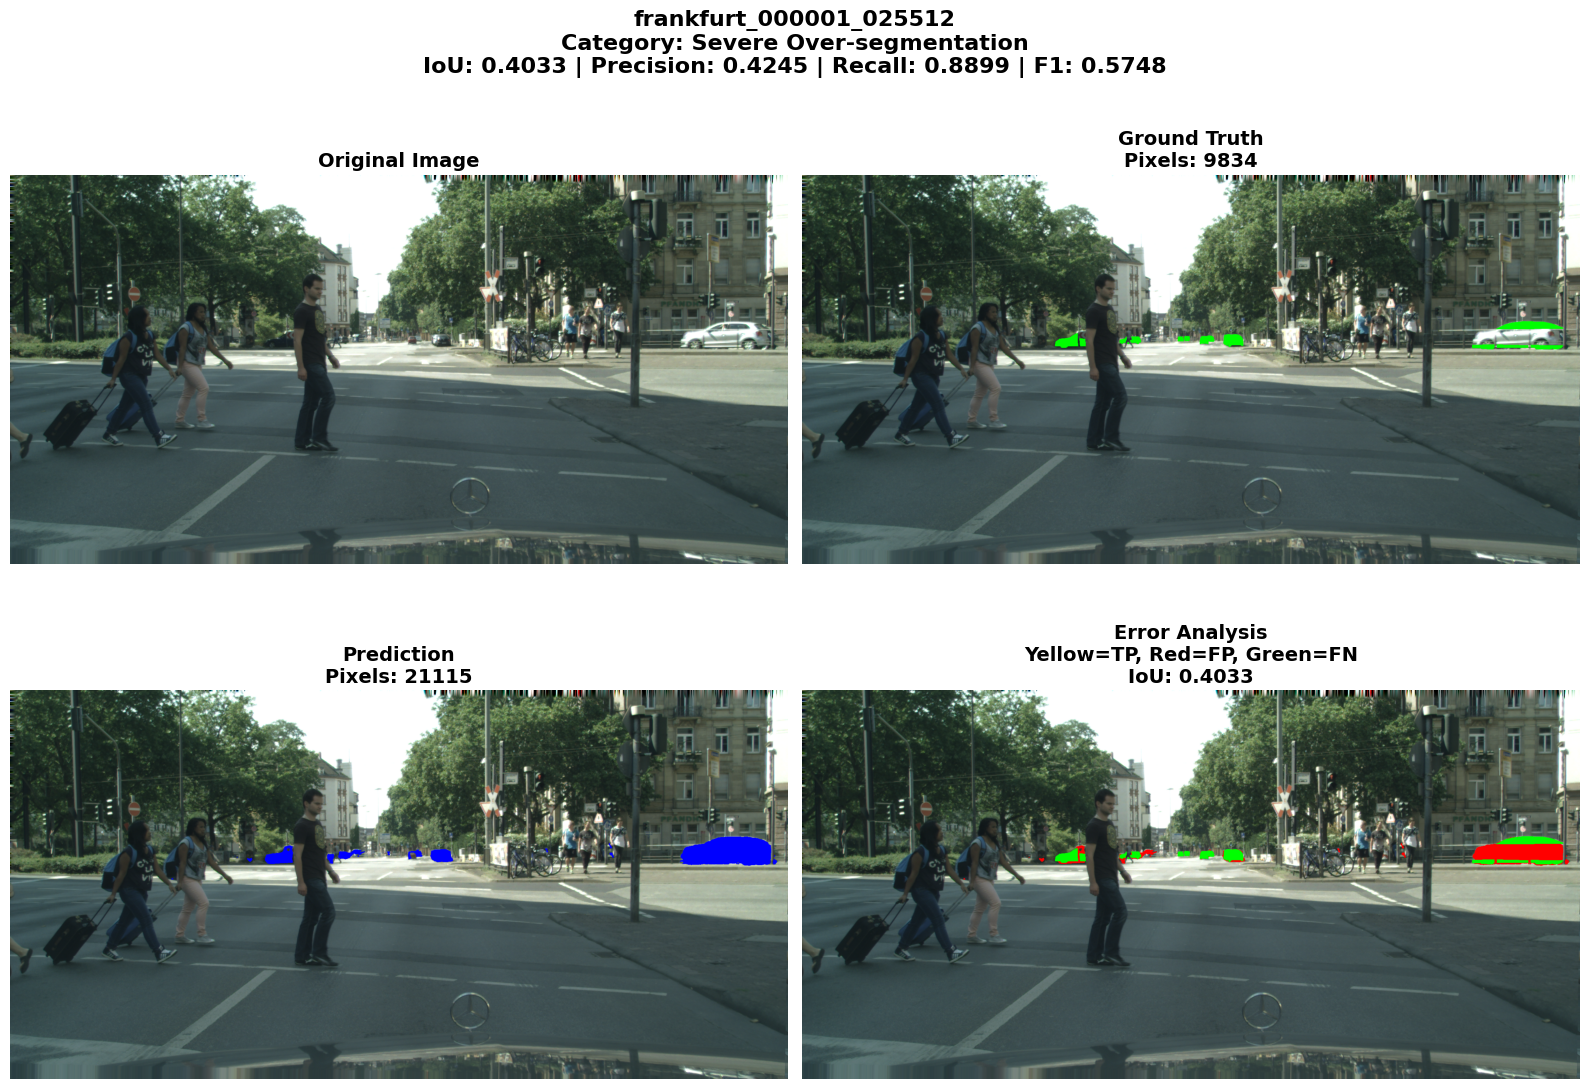 frankfurt_000001_025512
Category: Severe Over-segmentation
IoU: 0.4033 | Precision: 0.4245 | Recall: 0.8899 | F1: 0.5748
Original Image
Ground Truth
Pixels: 9834
Prediction
Pixels: 21115
Error Analysis
Yellow=TP, Red=FP, Green=FN
IoU: 0.4033